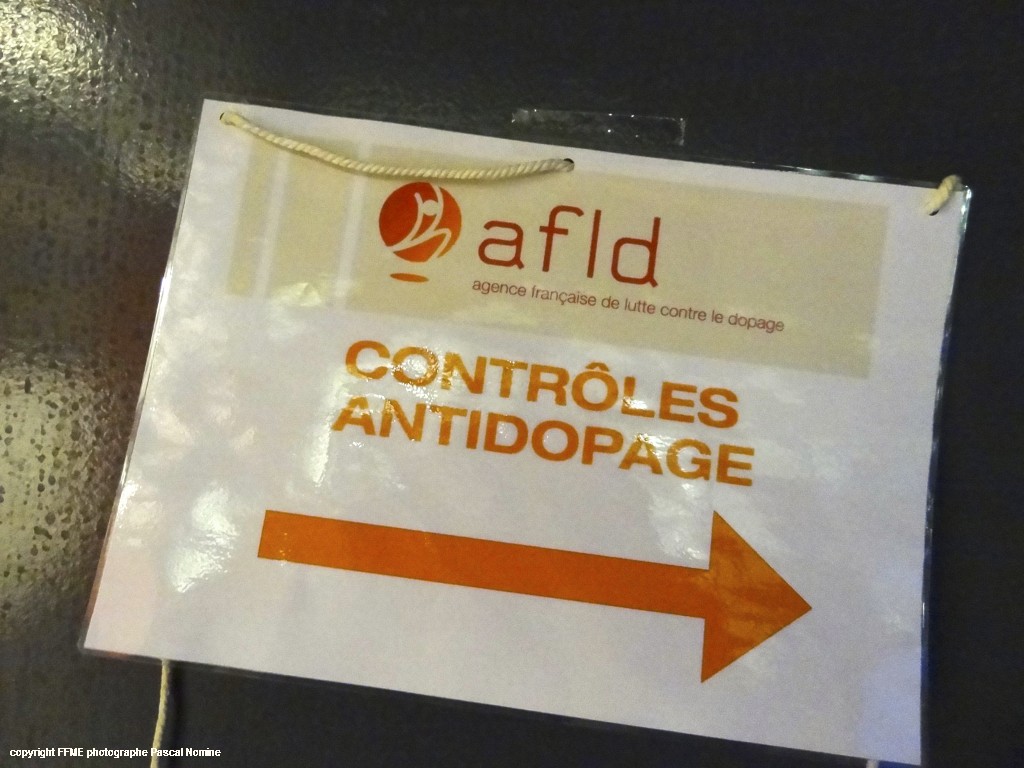 afld
agence française de lutte contre le dopage
CONTRÔLES
ANTIDOPAGE
copyright FFME photographe Pascal Nomine